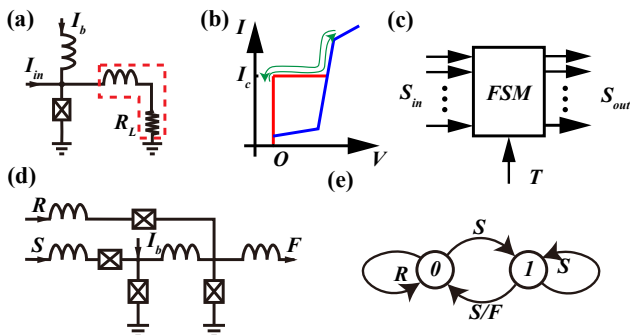 (a)
I_b
I_in
R_L
(b)
I
I_c
O
V
(c)
S_in
FSM
S_out
T
(d)
R
S
I_b
F
(e)
0
1
S
R
S
S/F